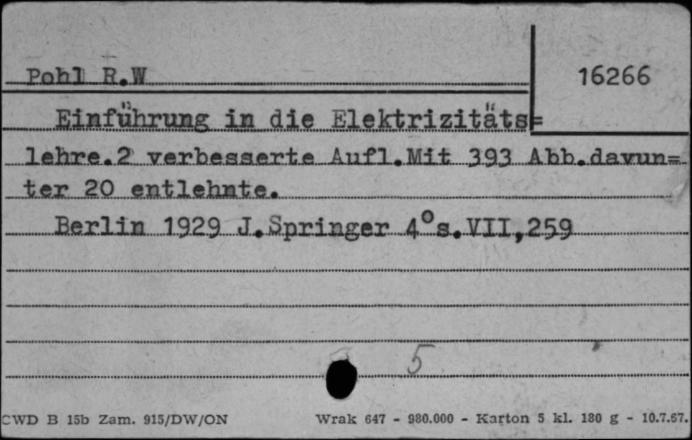 Pohl R.W
16266
Einführung in die Elektrizitäts=
lehre.2 verbesserte Aufl.Mit 393 Abb.davun=
ter 20 entlehnte.
Berlin 1929 J.Springer 4°s.VII,259
5
CWD B 15b Zam. 915/DW/ON Wrak 647 - 980.000 - Karton 5 kl. 180 g - 10.7.67.